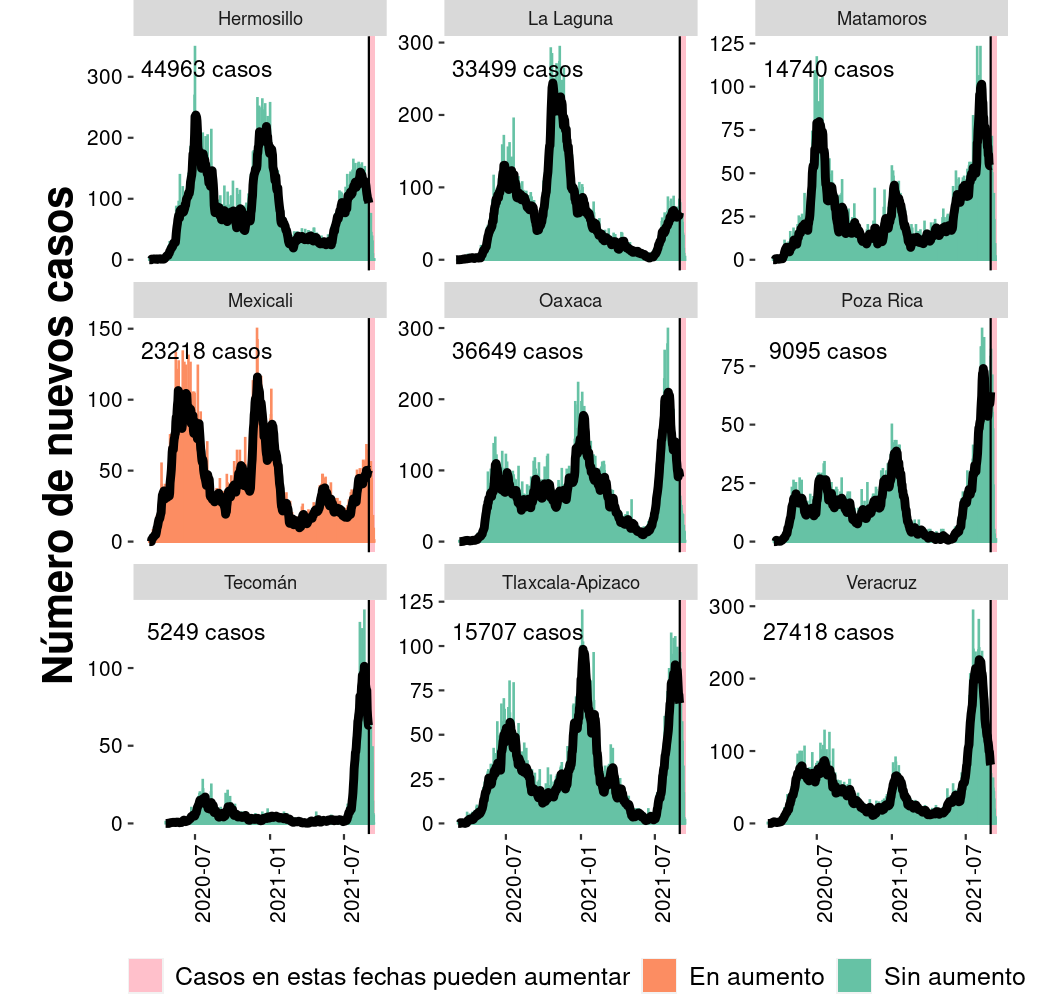 Número de nuevos casos
Hermosillo
La Laguna
Matamoros
300
200
100
0
44963 casos
300
200
100
0
33499 casos
125
100
75
50
25
0
14740 casos
Mexicali
Oaxaca
Poza Rica
150
100
50
0
23218 casos
300
200
100
0
36649 casos
75
50
25
0
9095 casos
Tecomán
Tlaxcala-Apizaco
Veracruz
100
50
0
5249 casos
125
100
75
50
25
0
15707 casos
300
200
100
0
27418 casos
2020-07
2021-01
2021-07
2020-07
2021-01
2021-07
2020-07
2021-01
2021-07
Casos en estas fechas pueden aumentar
En aumento
Sin aumento